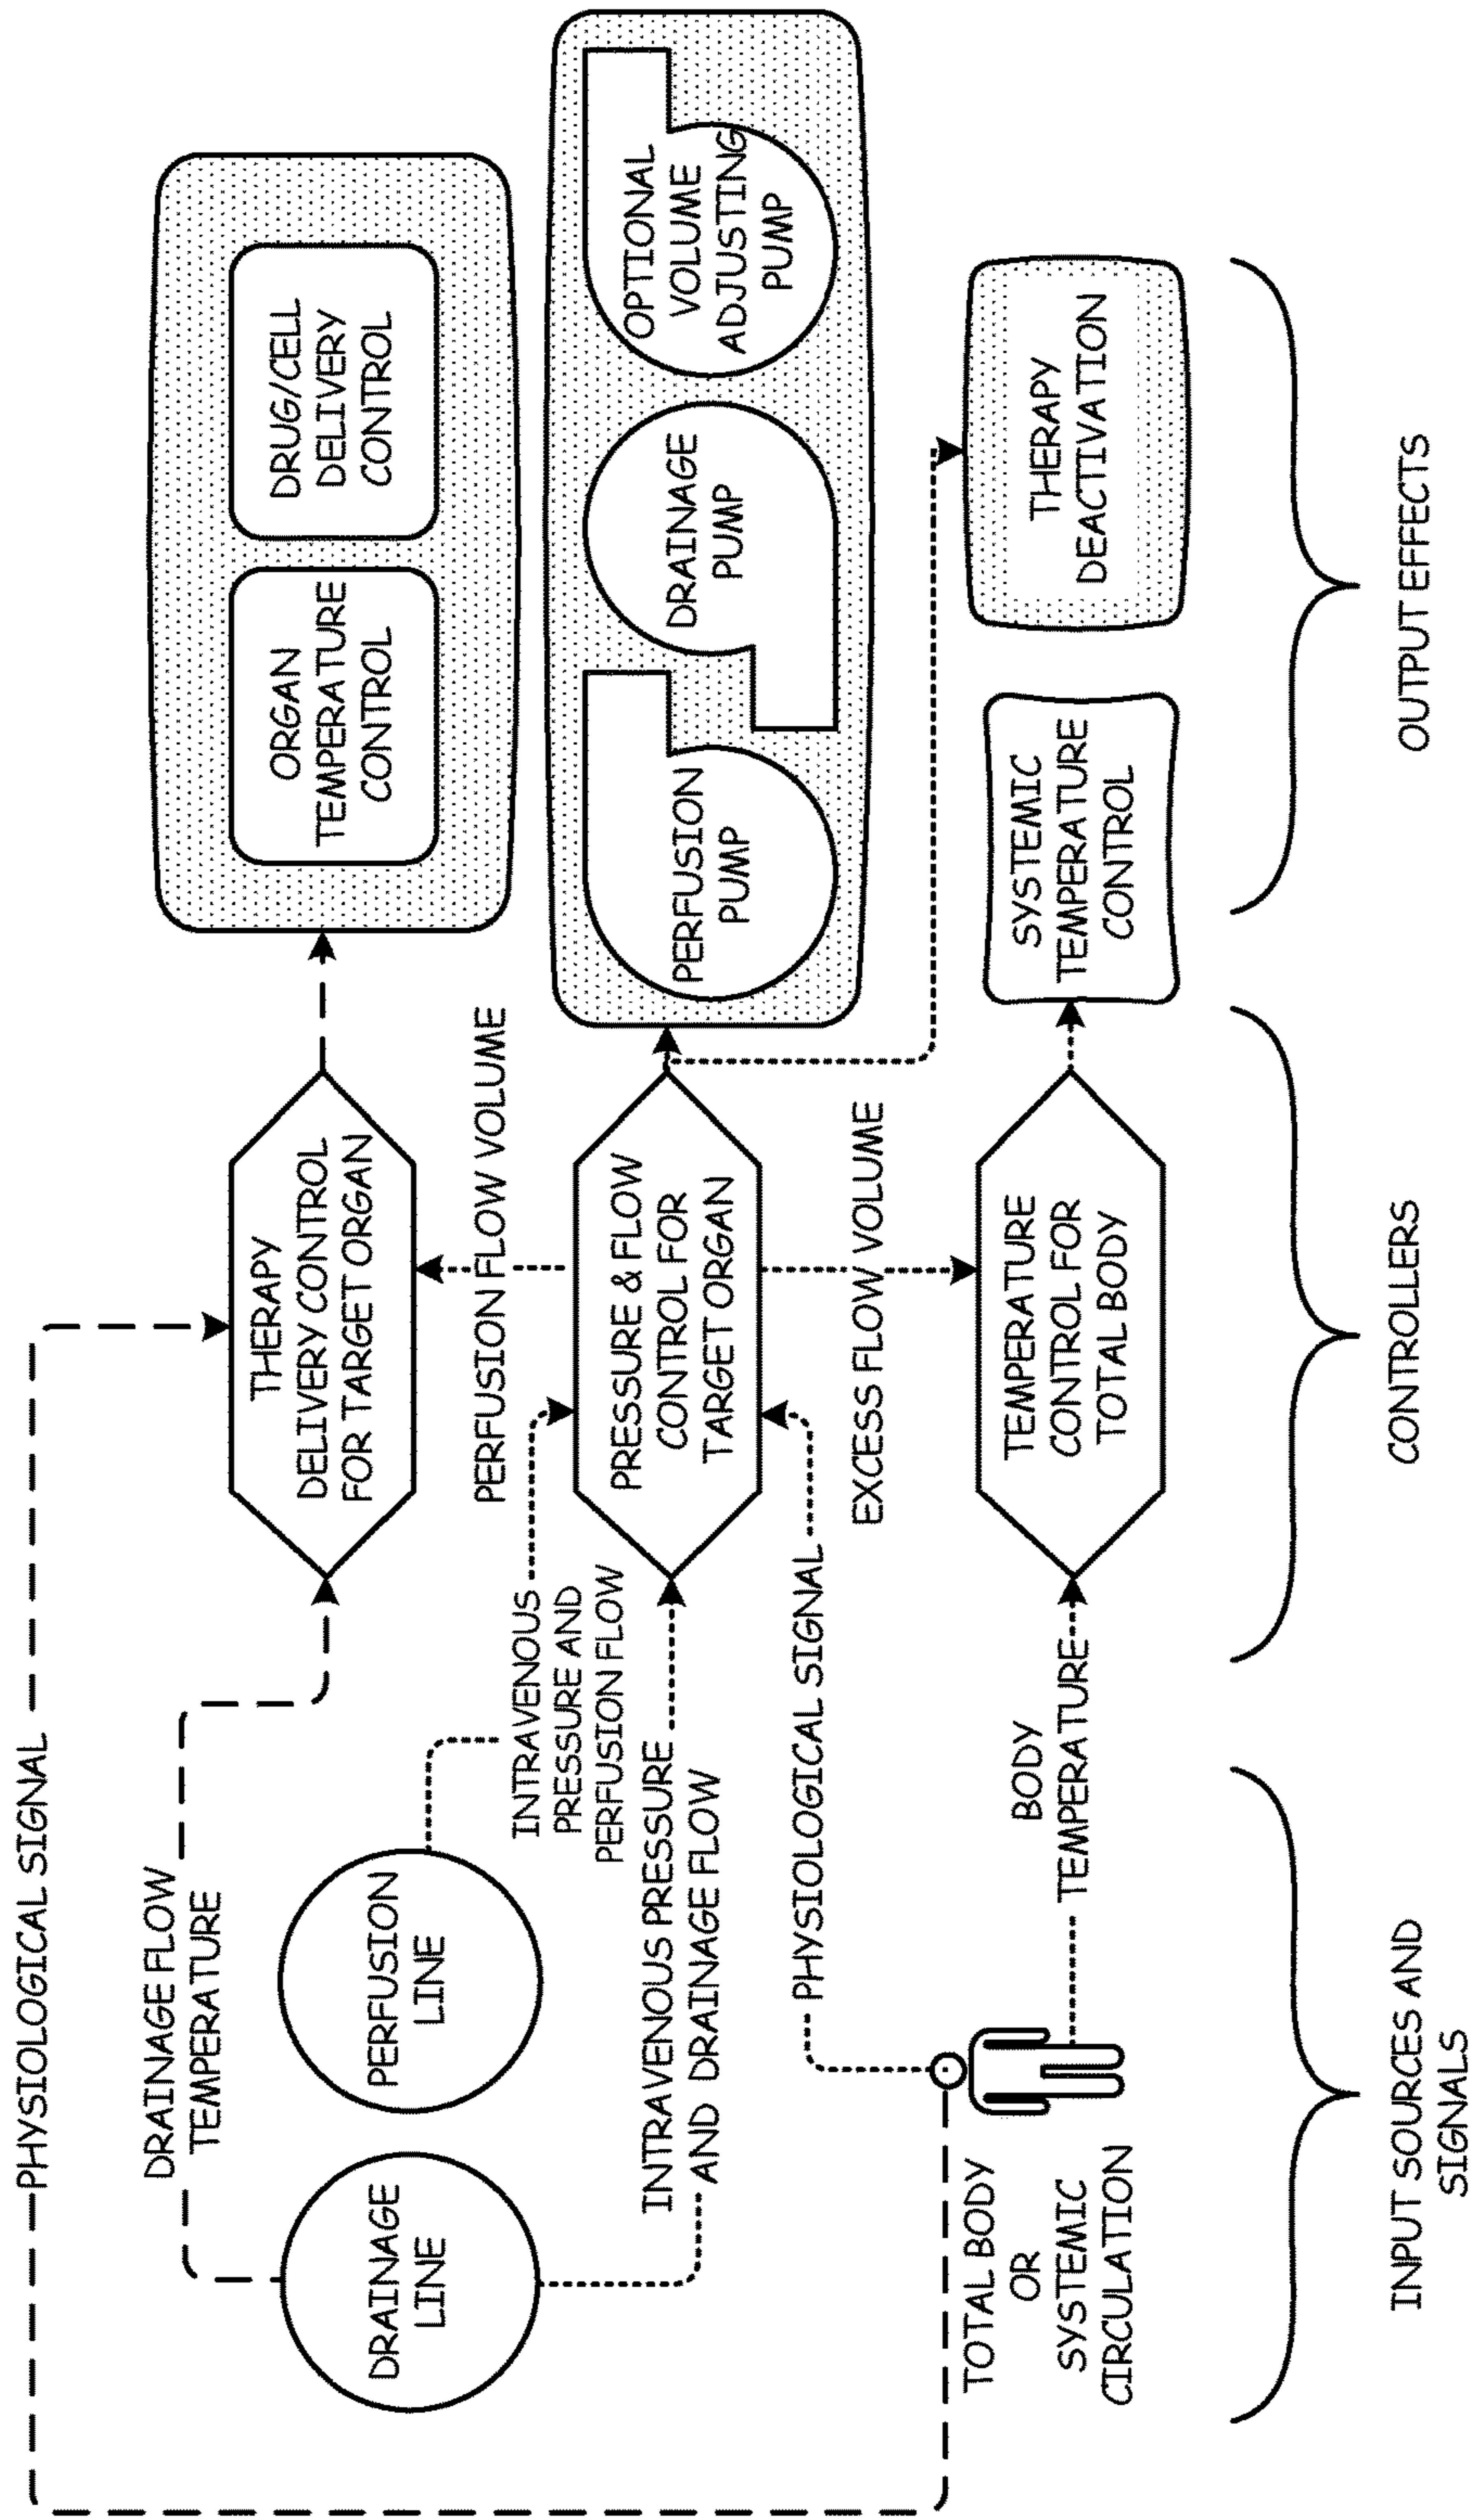 PHYSIOLOGICAL SIGNAL
DRAINAGE FLOW
TEMPERATURE
DRAINAGE
LINE
PERFUSION
LINE
INTRAVENOUS
PRESSURE AND
PERFUSION FLOW
INTRAVENOUS PRESSURE
AND DRAINAGE FLOW
PHYSIOLOGICAL SIGNAL
TOTAL BODY
OR
SYSTEMIC
CIRCULATION
BODY
TEMPERATURE
INPUT SOURCES AND
SIGNALS
THERAPY
DELIVERY CONTROL
FOR TARGET ORGAN
PERFUSION FLOW VOLUME
PRESSURE & FLOW
CONTROL FOR
TARGET ORGAN
EXCESS FLOW VOLUME
TEMPERATURE
CONTROL FOR
TOTAL BODY
CONTROLLERS
ORGAN
TEMPERATURE
CONTROL
DRUG/CELL
DELIVERY
CONTROL
PERFUSION
PUMP
DRAINAGE
PUMP
OPTIONAL
VOLUME
ADJUSTING
PUMP
SYSTEMIC
TEMPERATURE
CONTROL
THERAPY
DEACTIVATION
OUTPUT EFFECTS